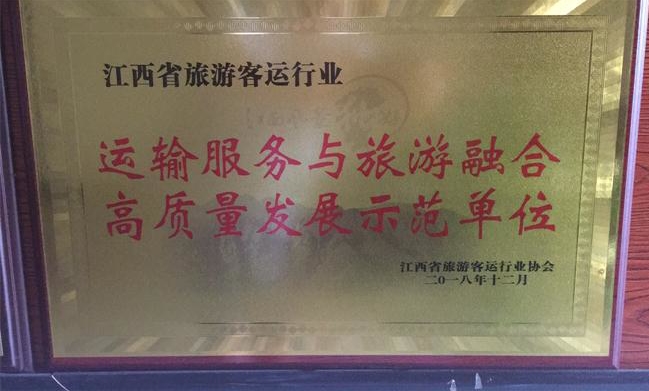 江西省旅游客运行业
运输服务与旅游融合
高质量发展示范单位
江西省旅游客运行业协会
二〇一八年十二月